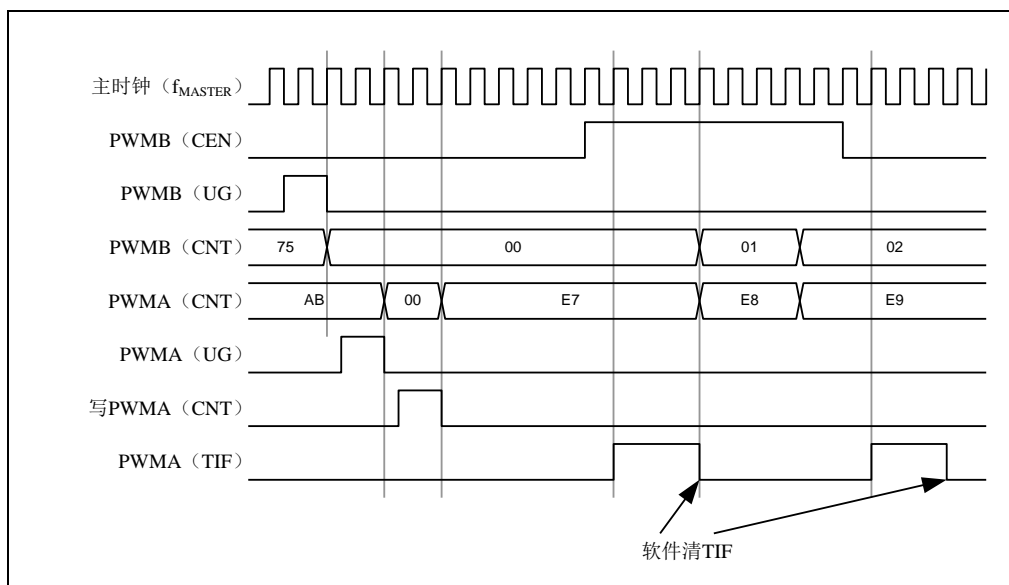 主时钟（fMASTER）
PWMB（CEN）
PWMB（UG）
PWMB（CNT） 75 00 01 02
PWMA（CNT） AB 00 E7 E8 E9
PWMA（UG）
写PWMA（CNT）
PWMA（TIF）
软件清TIF